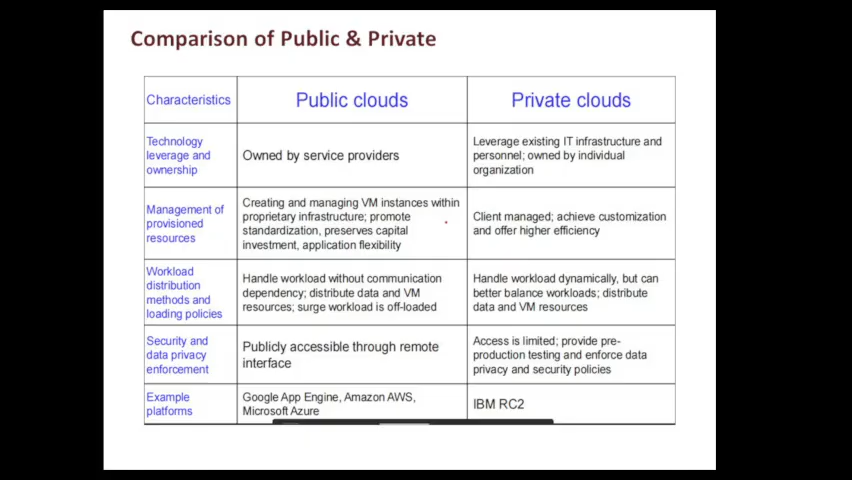 Comparison of Public & Private
Characteristics
Public clouds
Private clouds
Technology
leverage and
ownership
Owned by service providers
Leverage existing IT infrastructure and
personnel; owned by individual
organization
Management of
provisioned
resources
Creating and managing VM instances within
proprietary infrastructure; promote
standardization, preserves capital
investment, application flexibility
Client managed; achieve customization
and offer higher efficiency
Workload
distribution
methods and
loading policies
Handle workload without communication
dependency; distribute data and VM
resources; surge workload is off-loaded
Handle workload dynamically, but can
better balance workloads; distribute
data and VM resources
Security and
data privacy
enforcement
Publicly accessible through remote
interface
Access is limited; provide pre-
production testing and enforce data
privacy and security policies
Example
platforms
Google App Engine, Amazon AWS,
Microsoft Azure
IBM RC2